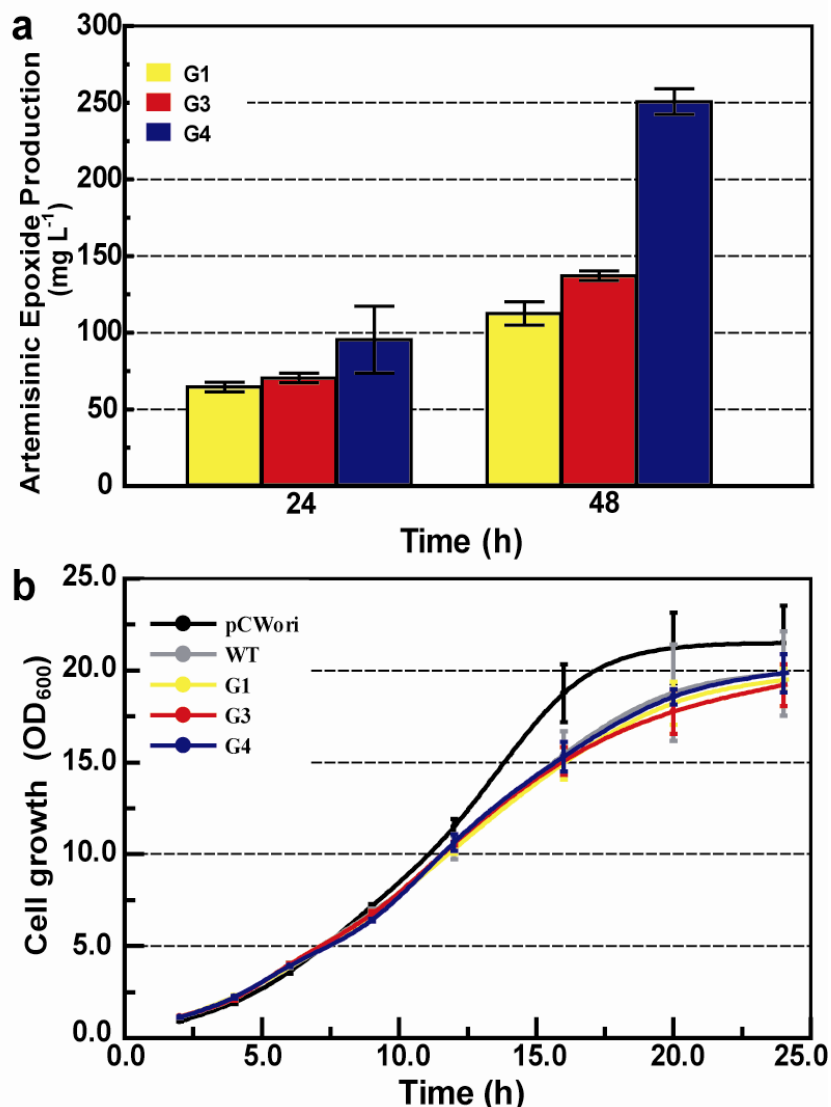 a
Artemisinic Epoxide Production
(mg L⁻¹)
300
250
200
150
100
50
0
G1
G3
G4
24
48
Time (h)
b
Cell growth (OD₆₀₀)
25.0
20.0
15.0
10.0
5.0
0.0
pCWori
WT
G1
G3
G4
0.0 5.0 10.0 15.0 20.0 25.0
Time (h)